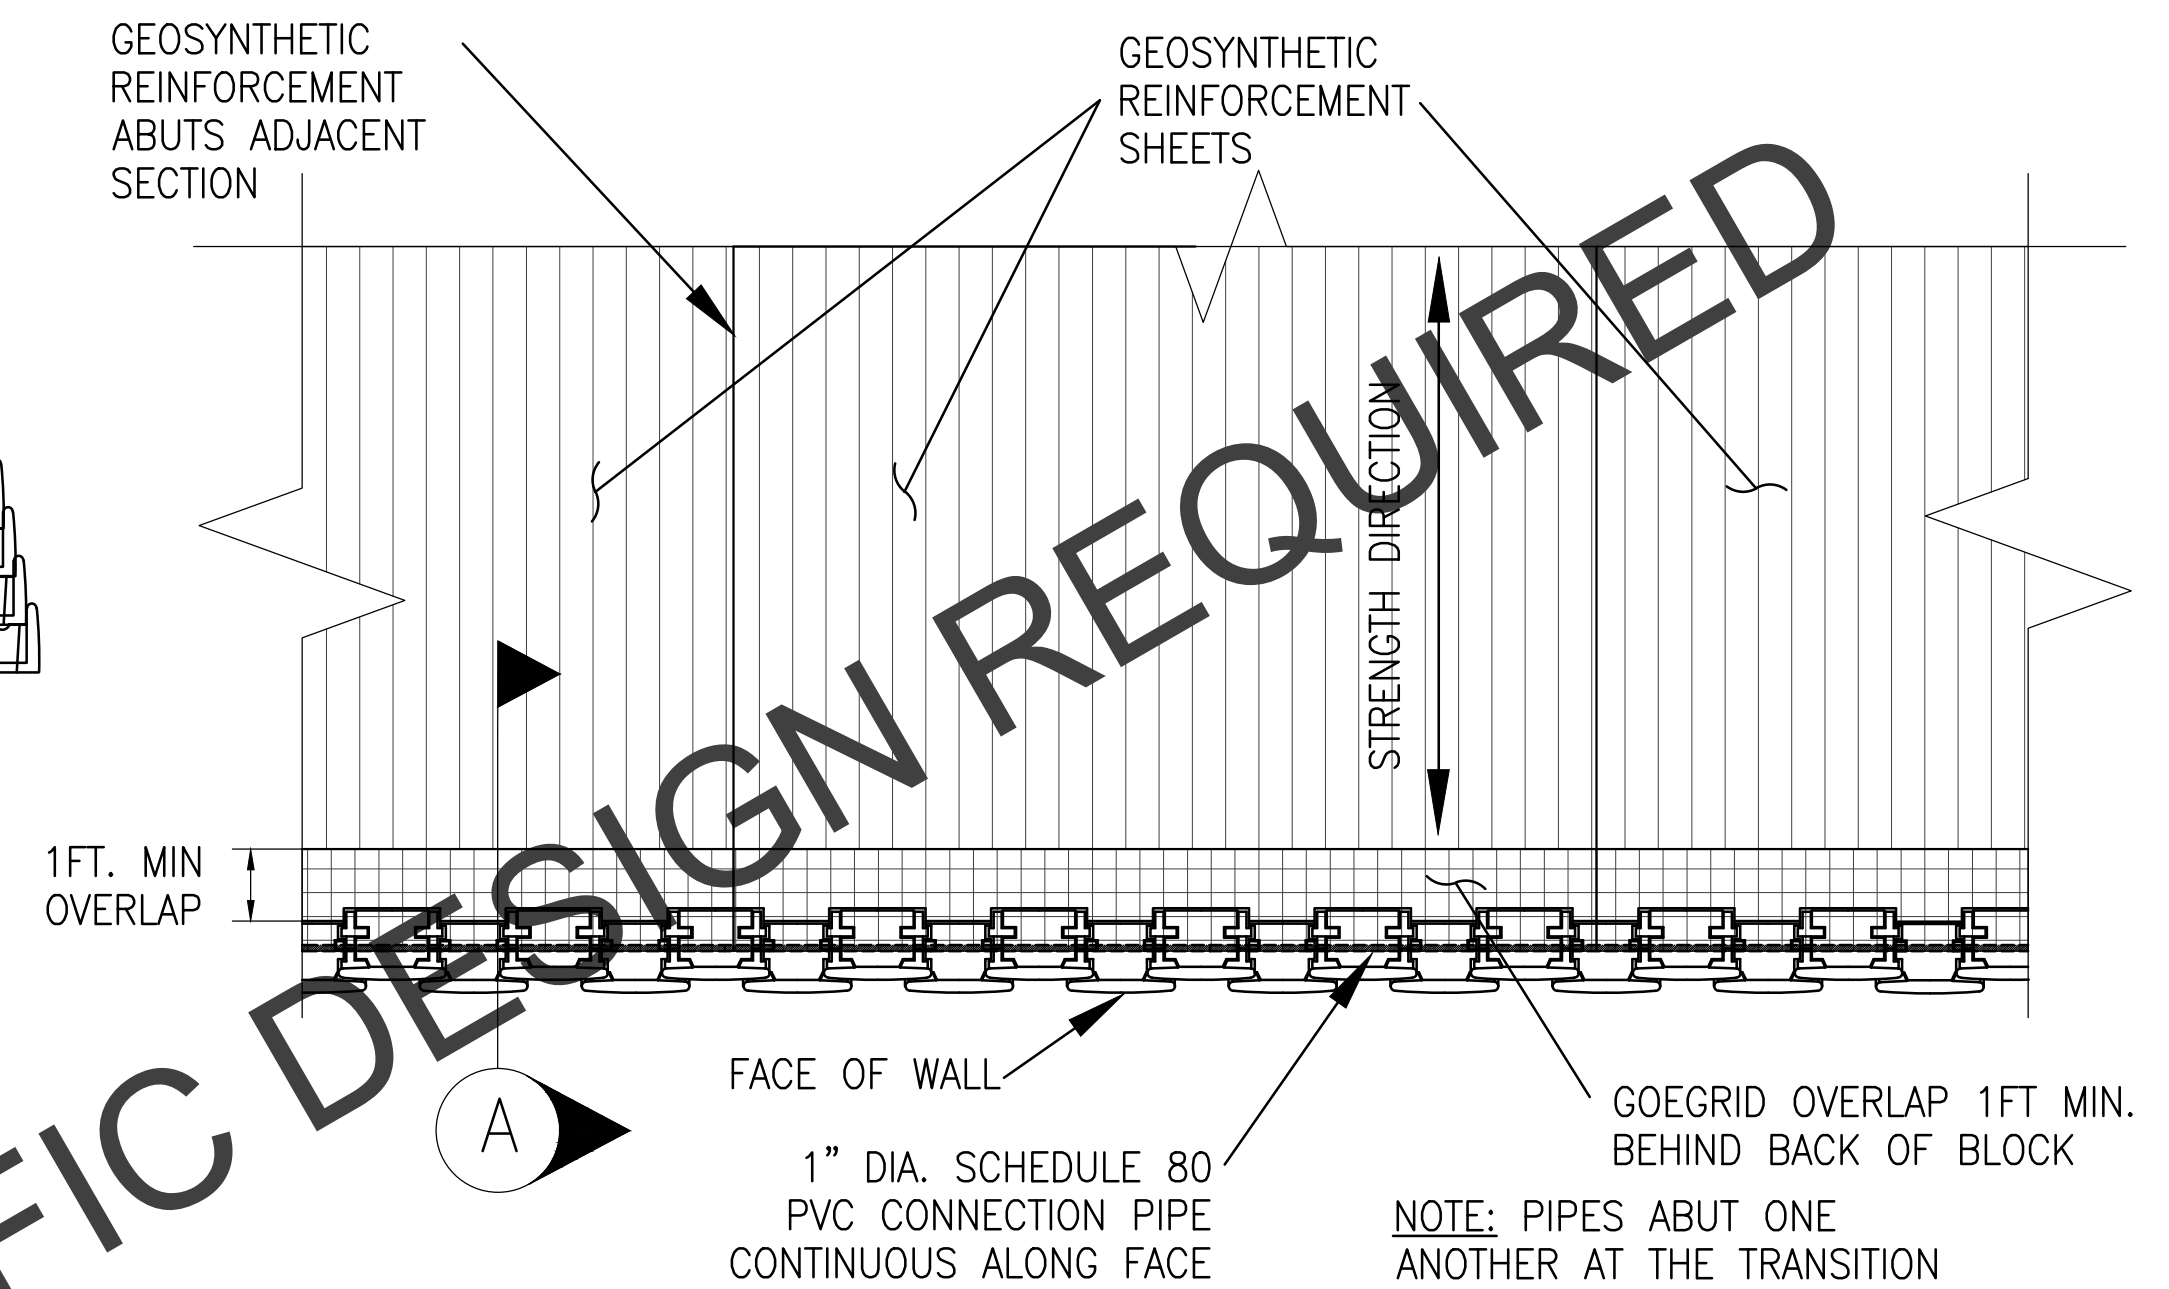 GEOSYNTHETIC
REINFORCEMENT
ABUTS ADJACENT
SECTION
GEOSYNTHETIC
REINFORCEMENT
SHEETS
STRENGTH DIRECTION
1FT. MIN
OVERLAP
FIC DESIGN REQUIRED
FACE OF WALL
A
1" DIA. SCHEDULE 80
PVC CONNECTION PIPE
CONTINUOUS ALONG FACE
GOEGRID OVERLAP 1FT MIN.
BEHIND BACK OF BLOCK
NOTE: PIPES ABUT ONE
ANOTHER AT THE TRANSITION